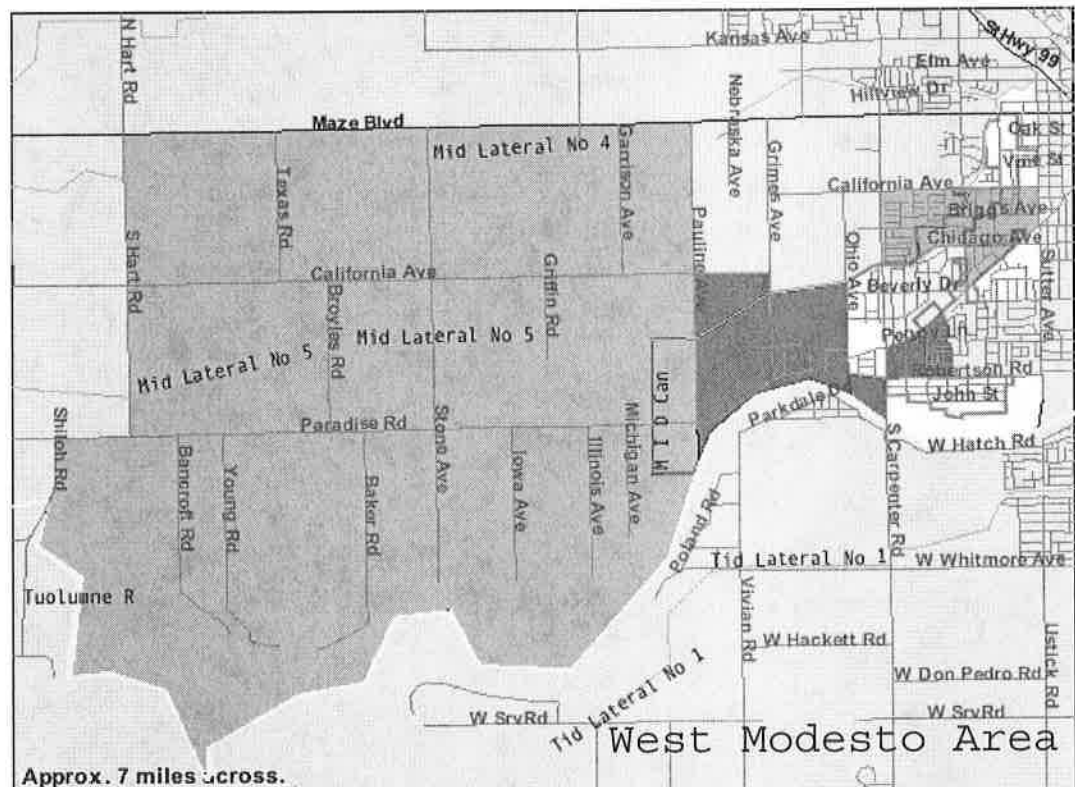 Kansas Ave
St Hwy 99
Elm Ave
Hillview Dr
N Hart Rd
Nebraska Ave
Maze Blvd
Mid Lateral No 4
Garrison Ave
Grimes Ave
Oak St
Vine St
California Ave
Briggs Ave
Chicago Ave
Texas Rd
S Hart Rd
Pauline Ave
Ohio Ave
Sutter Ave
California Ave
Griffin Rd
Beverly Dr
Broyles Rd
Mid Lateral No 5
Mid Lateral No 5
Robertson Rd
John St
M I D Can
Parkdale D
Paradise Rd
Shiloh Rd
Bancroft Rd
Young Rd
Baker Rd
Stone Ave
Iowa Ave
Illinois Ave
Michigan Ave
S Carpenter Rd
W Hatch Rd
Poland Rd
Tid Lateral No 1
W Whitmore Ave
Tuolumne R
Vivian Rd
W Hackett Rd
Ustick Rd
W Don Pedro Rd
Tid Lateral No 1
W Srv Rd
W Srv Rd
West Modesto Area
Approx. 7 miles across.